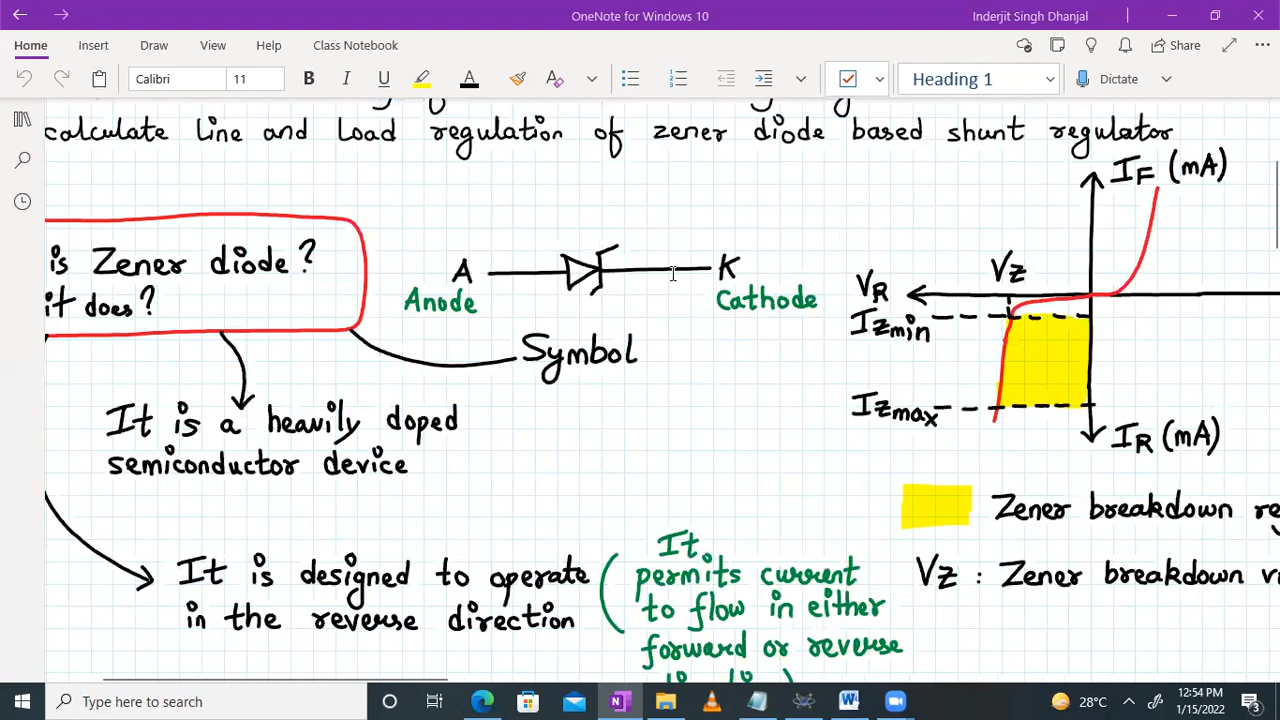 OneNote for Windows 10
Inderjit Singh Dhanjal
Home
Insert
Draw
View
Help
Class Notebook
Share
Calibri
11
B
I
U
A
A
Heading 1
Dictate
calculate line and load regulation of zener diode based shunt regulator
is Zener diode?
it does?
A
Anode
K
Cathode
Symbol
It is a heavily doped
semiconductor device
It is designed to operate
in the reverse direction
(It
permits current
to flow in either
forward or reverse
IF (mA)
VZ
VR
IZmin
IZmax
IR (mA)
Zener breakdown
VZ : Zener breakdown
Type here to search
28°C
12:54 PM
1/15/2022
3